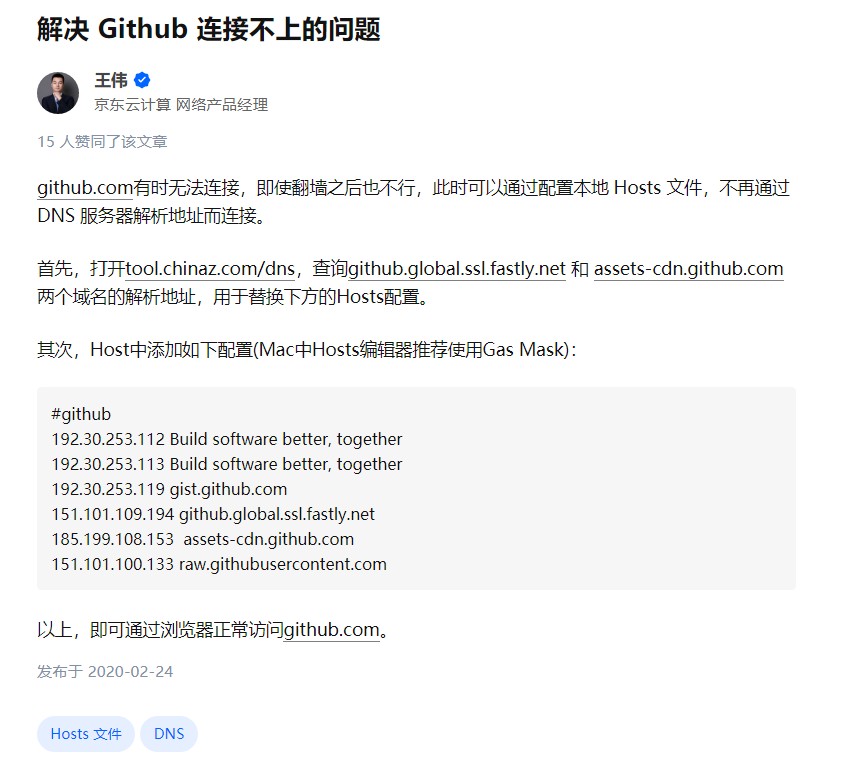 解决 Github 连接不上的问题
王伟
京东云计算 网络产品经理
15 人赞同了该文章
github.com有时无法连接，即使翻墙之后也不行，此时可以通过配置本地 Hosts 文件，不再通过
DNS 服务器解析地址而连接。
首先，打开tool.chinaz.com/dns，查询github.global.ssl.fastly.net 和 assets-cdn.github.com
两个域名的解析地址，用于替换下方的Hosts配置。
其次，Host中添加如下配置(Mac中Hosts编辑器推荐使用Gas Mask)：
#github
192.30.253.112 Build software better, together
192.30.253.113 Build software better, together
192.30.253.119 gist.github.com
151.101.109.194 github.global.ssl.fastly.net
185.199.108.153  assets-cdn.github.com
151.101.100.133 raw.githubusercontent.com
以上，即可通过浏览器正常访问github.com。
发布于 2020-02-24
Hosts 文件 DNS